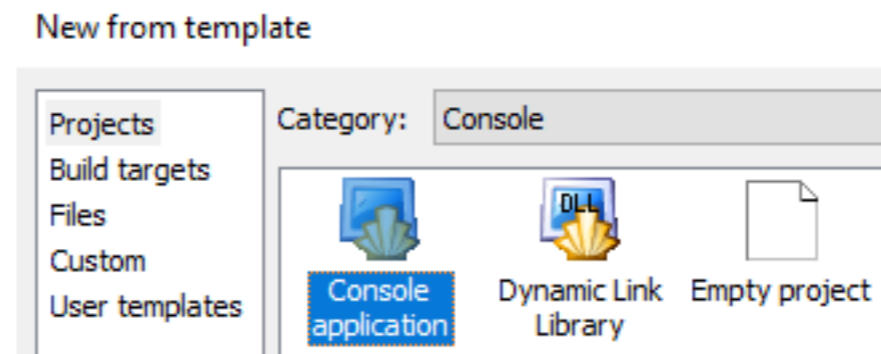 New from template
Projects
Build targets
Files
Custom
User templates
Category: Console
Console
application
DLL
Dynamic Link
Library
Empty project